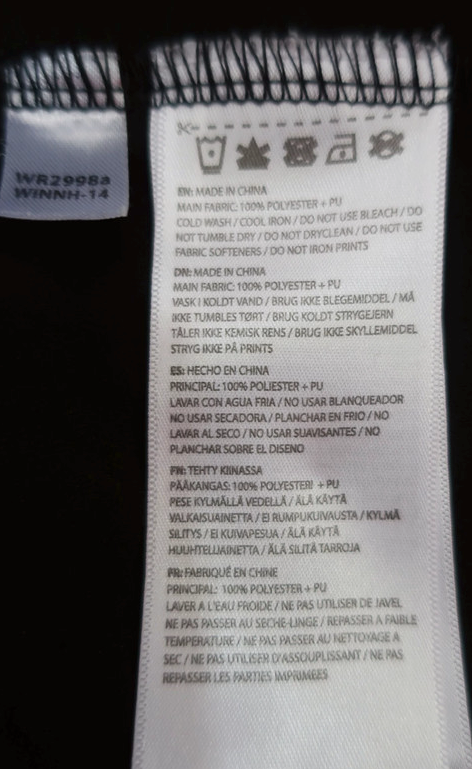 WR2998a
WINNH-14
EN: MADE IN CHINA
MAIN FABRIC: 100% POLYESTER + PU
COLD WASH / COOL IRON / DO NOT USE BLEACH / DO
NOT TUMBLE DRY / DO NOT DRYCLEAN / DO NOT USE
FABRIC SOFTENERS / DO NOT IRON PRINTS
DN: MADE IN CHINA
MAIN FABRIC: 100% POLYESTER + PU
VASK I KOLDT VAND / BRUG IKKE BLEGEMIDDEL / MÅ
IKKE TUMBLES TØRT / BRUG KOLDT STRYGEJERN
TÅLER IKKE KEMISK RENS / BRUG IKKE SKYLLEMIDDEL
STRYG IKKE PÅ PRINTS
ES: HECHO EN CHINA
PRINCIPAL: 100% POLIESTER + PU
LAVAR CON AGUA FRIA / NO USAR BLANQUEADOR
NO USAR SECADORA / PLANCHAR EN FRIO / NO
LAVAR AL SECO / NO USAR SUAVISANTES / NO
PLANCHAR SOBRE EL DISENO
FN: TEHTY KIINASSA
PÄÄKANGAS: 100% POLYESTERI + PU
PESE KYLMÄLLÄ VEDELLÄ / ÄLÄ KÄYTÄ
VALKAISUAINETTA / EI RUMPUKUIVAUSTA / KYLMÄ
SILITYS / EI KUIVAPESUA / ÄLÄ KÄYTÄ
HUUHTELUAINETTA / ÄLÄ SILITÄ TARROJA
FR: FABRIQUÉ EN CHINE
PRINCIPAL: 100% POLYESTER + PU
LAVER A L'EAU FROIDE / NE PAS UTILISER DE JAVEL
NE PAS PASSER AU SECHE-LINGE / REPASSER A FAIBLE
TEMPERATURE / NE PAS PASSER AU NETTOYAGE A
SEC / NE PAS UTILISER D'ASSOUPLISSANT / NE PAS
REPASSER LES PARTIES IMPRIMEES